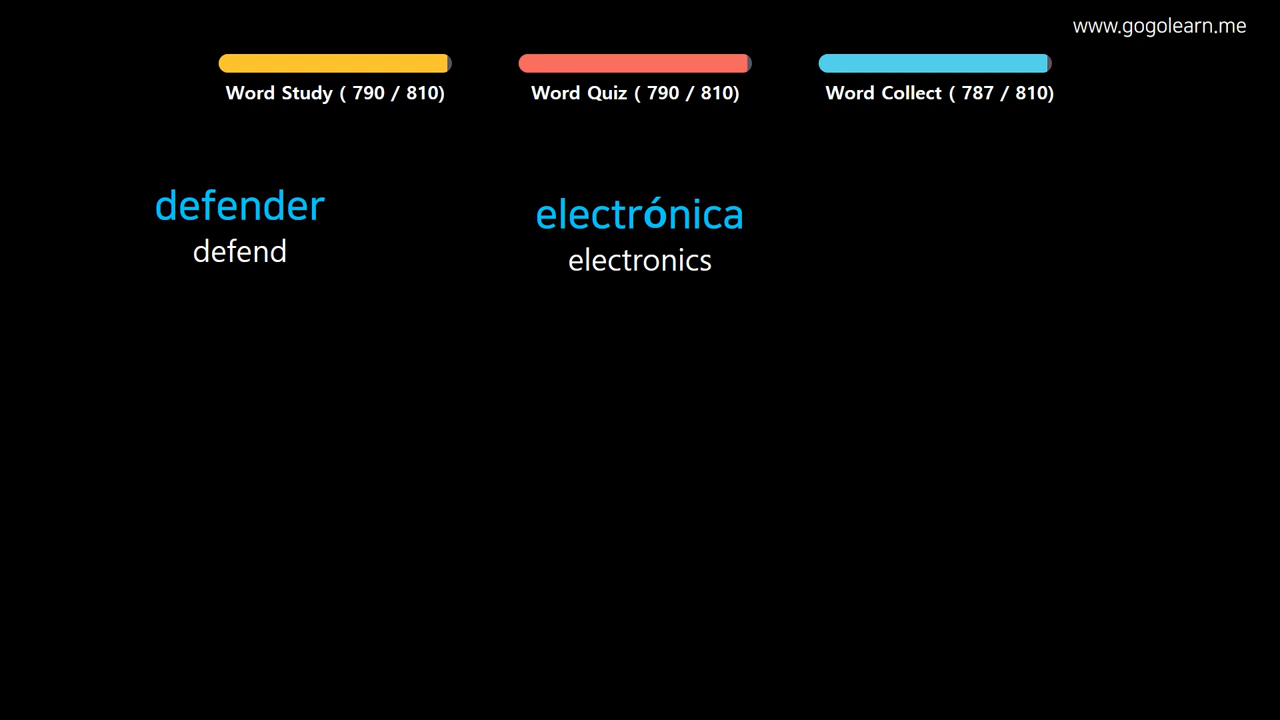 www.gogolearn.me
Word Study ( 790 / 810)
Word Quiz ( 790 / 810)
Word Collect ( 787 / 810)
defender
defend
electrónica
electronics